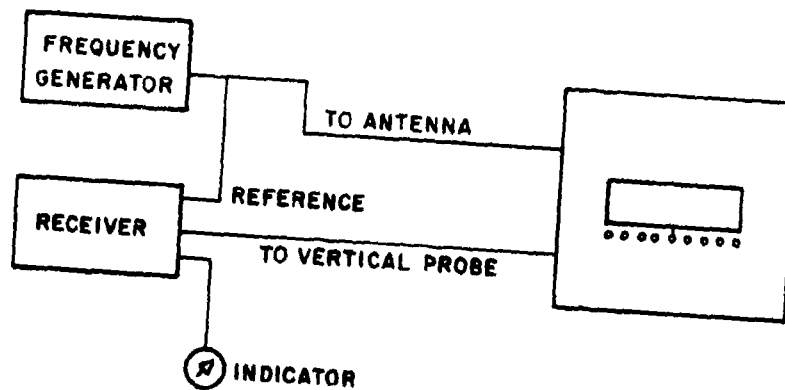 FREQUENCY
GENERATOR
TO ANTENNA
REFERENCE
RECEIVER
TO VERTICAL PROBE
INDICATOR